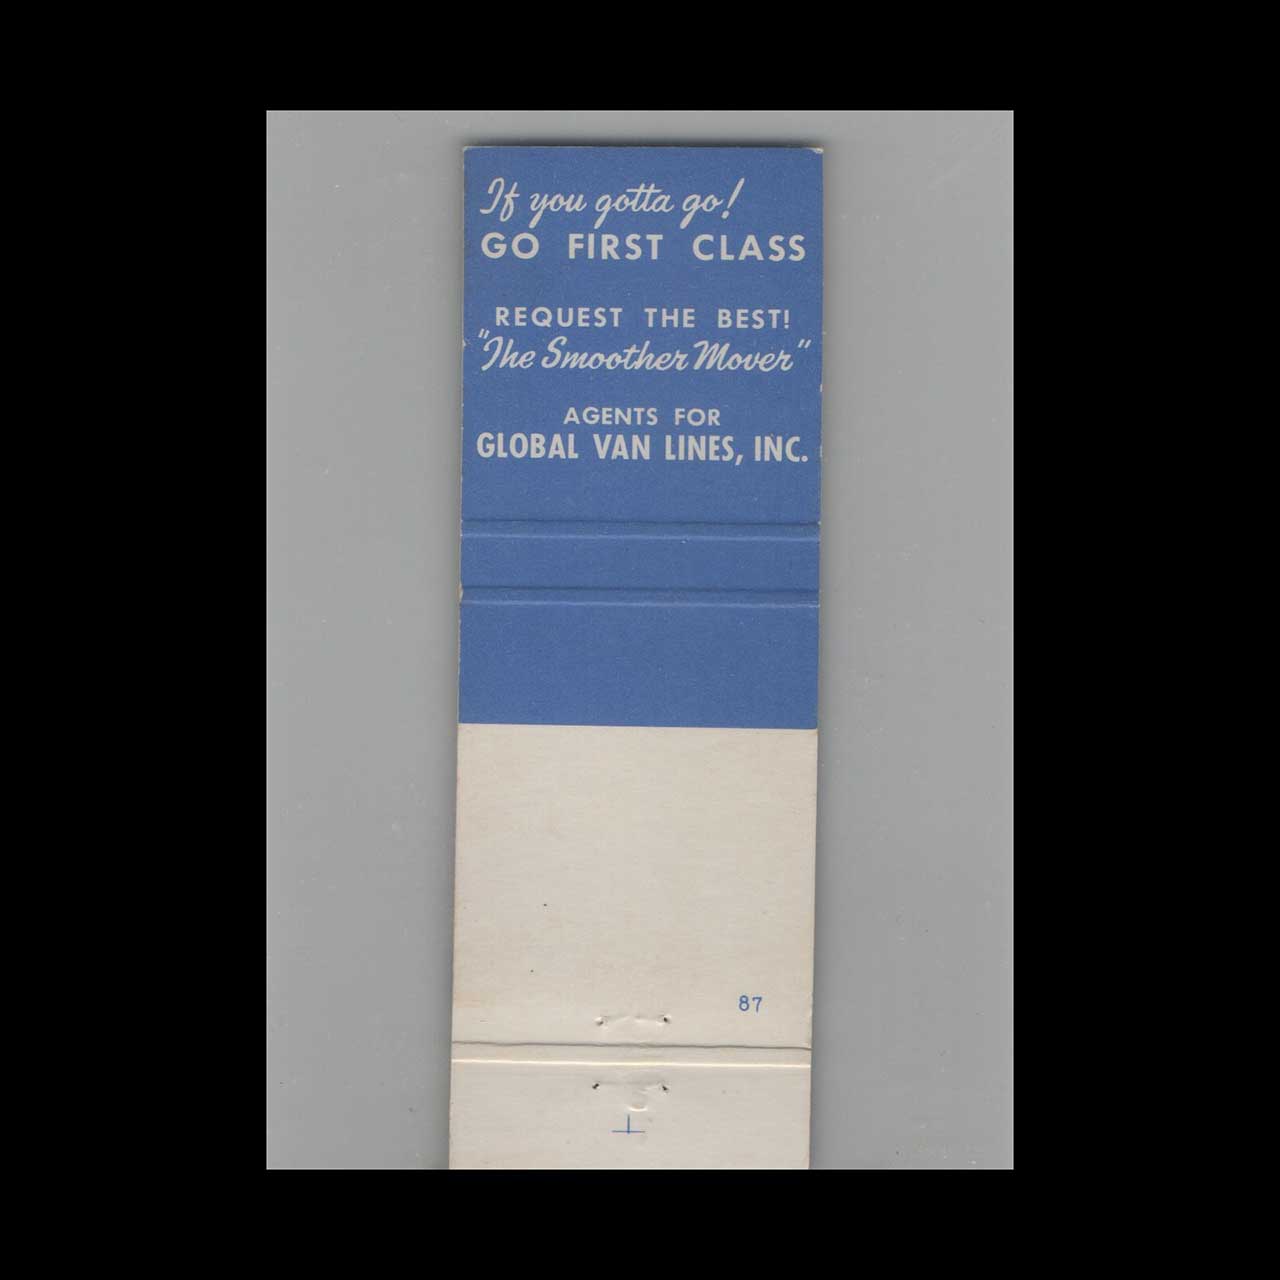 If you gotta go!
GO FIRST CLASS
REQUEST THE BEST!
"The Smoother Mover"
AGENTS FOR
GLOBAL VAN LINES, INC.
87